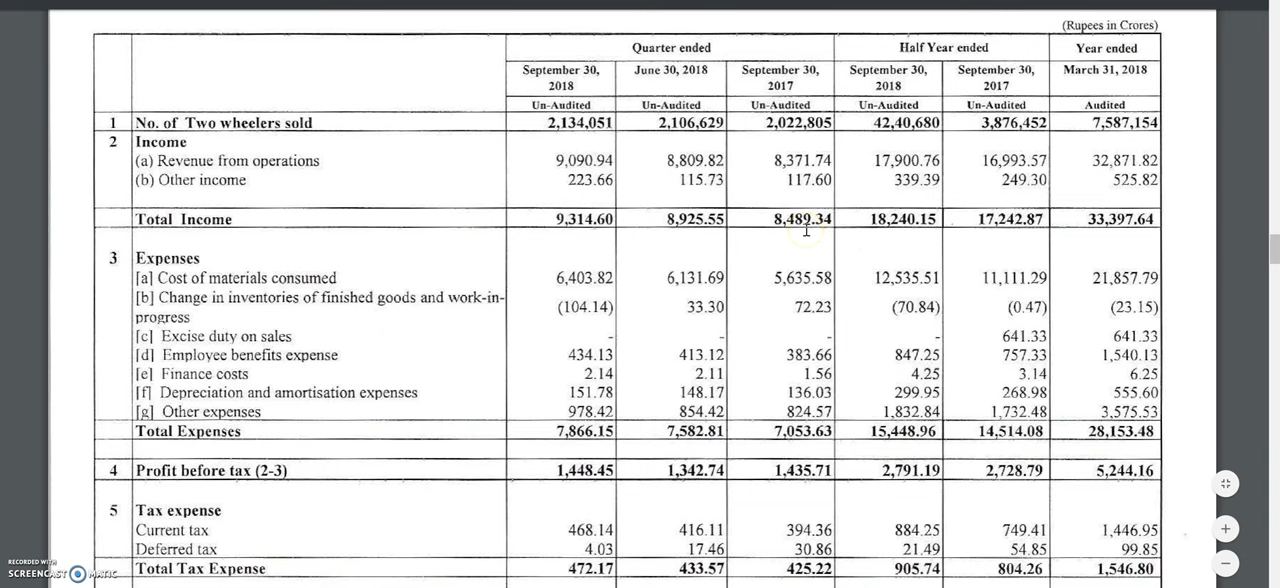 (Rupees in Crores)
Quarter ended Half Year ended Year ended
September 30, 2018 June 30, 2018 September 30, 2017 September 30, 2018 September 30, 2017 March 31, 2018
Un-Audited Un-Audited Un-Audited Un-Audited Un-Audited Audited
1 No. of Two wheelers sold 2,134,051 2,106,629 2,022,805 42,40,680 3,876,452 7,587,154
2 Income
(a) Revenue from operations 9,090.94 8,809.82 8,371.74 17,900.76 16,993.57 32,871.82
(b) Other income 223.66 115.73 117.60 339.39 249.30 525.82
Total Income 9,314.60 8,925.55 8,489.34 18,240.15 17,242.87 33,397.64
3 Expenses
[a] Cost of materials consumed 6,403.82 6,131.69 5,635.58 12,535.51 11,111.29 21,857.79
[b] Change in inventories of finished goods and work-in-
progress (104.14) 33.30 72.23 (70.84) (0.47) (23.15)
[c] Excise duty on sales - - - - 641.33 641.33
[d] Employee benefits expense 434.13 413.12 383.66 847.25 757.33 1,540.13
[e] Finance costs 2.14 2.11 1.56 4.25 3.14 6.25
[f] Depreciation and amortisation expenses 151.78 148.17 136.03 299.95 268.98 555.60
[g] Other expenses 978.42 854.42 824.57 1,832.84 1,732.48 3,575.53
Total Expenses 7,866.15 7,582.81 7,053.63 15,448.96 14,514.08 28,153.48
4 Profit before tax (2-3) 1,448.45 1,342.74 1,435.71 2,791.19 2,728.79 5,244.16
5 Tax expense
Current tax 468.14 416.11 394.36 884.25 749.41 1,446.95
Deferred tax 4.03 17.46 30.86 21.49 54.85 99.85
Total Tax Expense 472.17 433.57 425.22 905.74 804.26 1,546.80
RECORDED WITH
SCREENCAST MATIC